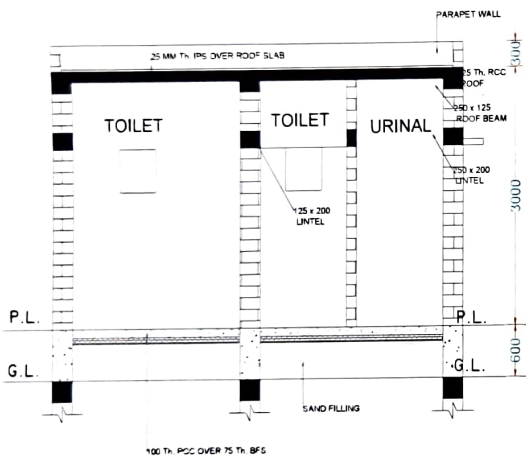 PARAPET WALL
25 MM Th. IPS OVER ROOF SLAB
300
25 Th. RCC
ROOF
250 x 125
ROOF BEAM
TOILET
TOILET
URINAL
250 x 200
LINTEL
125 x 200
LINTEL
3000
P.L.
P.L.
600
G.L.
G.L.
SAND FILLING
100 Th. PCC OVER 75 Th. BFS